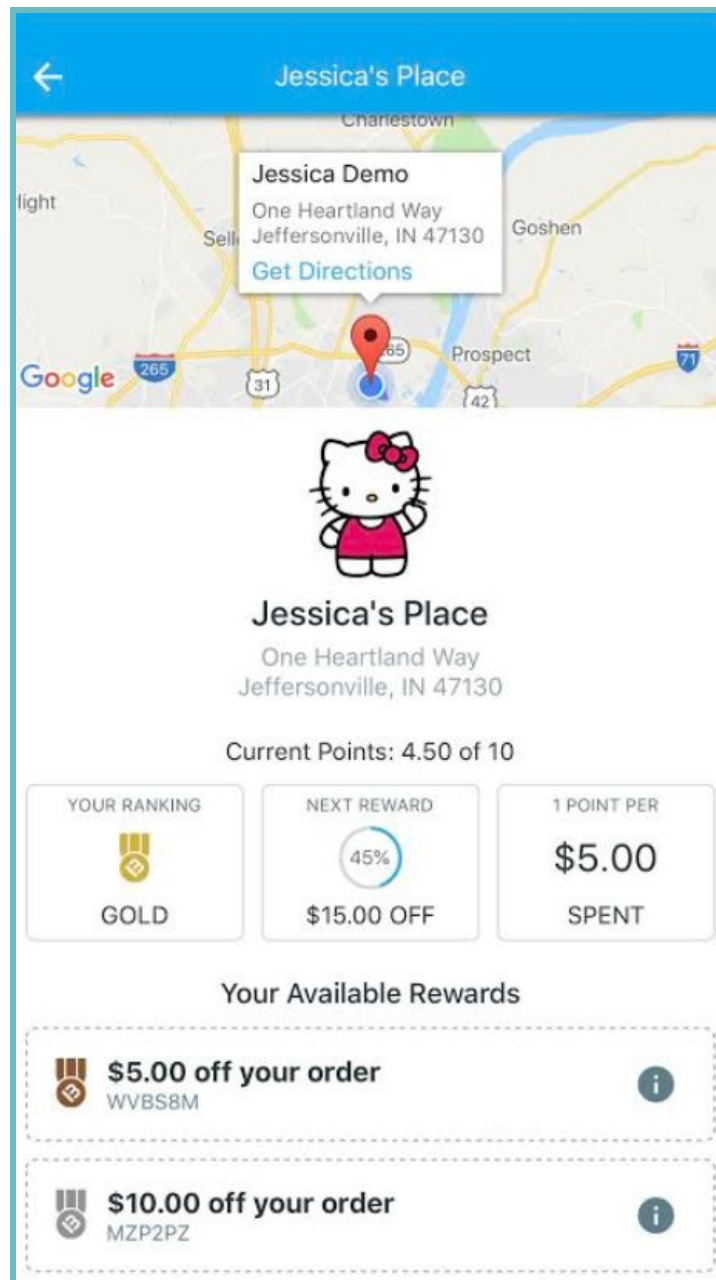 Jessica's Place
Charlestown
Jessica Demo
One Heartland Way
Jeffersonville, IN 47130
Get Directions
light
Selle
Goshen
265
Prospect
71
Google
265
31
42
Jessica's Place
One Heartland Way
Jeffersonville, IN 47130
Current Points: 4.50 of 10
YOUR RANKING
GOLD
NEXT REWARD
45%
$15.00 OFF
1 POINT PER
$5.00
SPENT
Your Available Rewards
$5.00 off your order
WVBS8M
$10.00 off your order
MZP2PZ